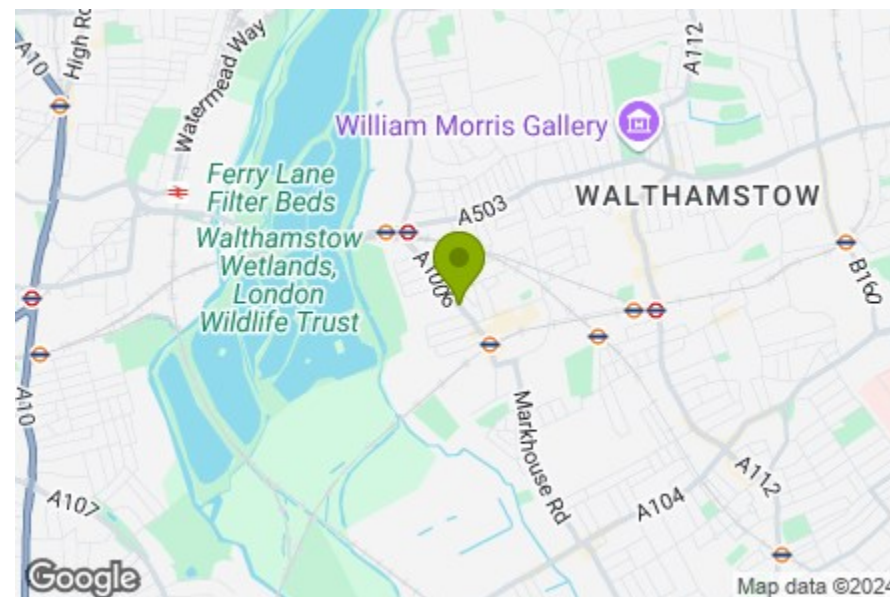 A10
High Ro
Watermead Way
A112
William Morris Gallery
Ferry Lane
Filter Beds
A503
WALTHAMSTOW
Walthamstow
Wetlands,
London
Wildlife Trust
A1006
B160
A10
Markhouse Rd
A112
A104
A107
Google
Map data ©2024